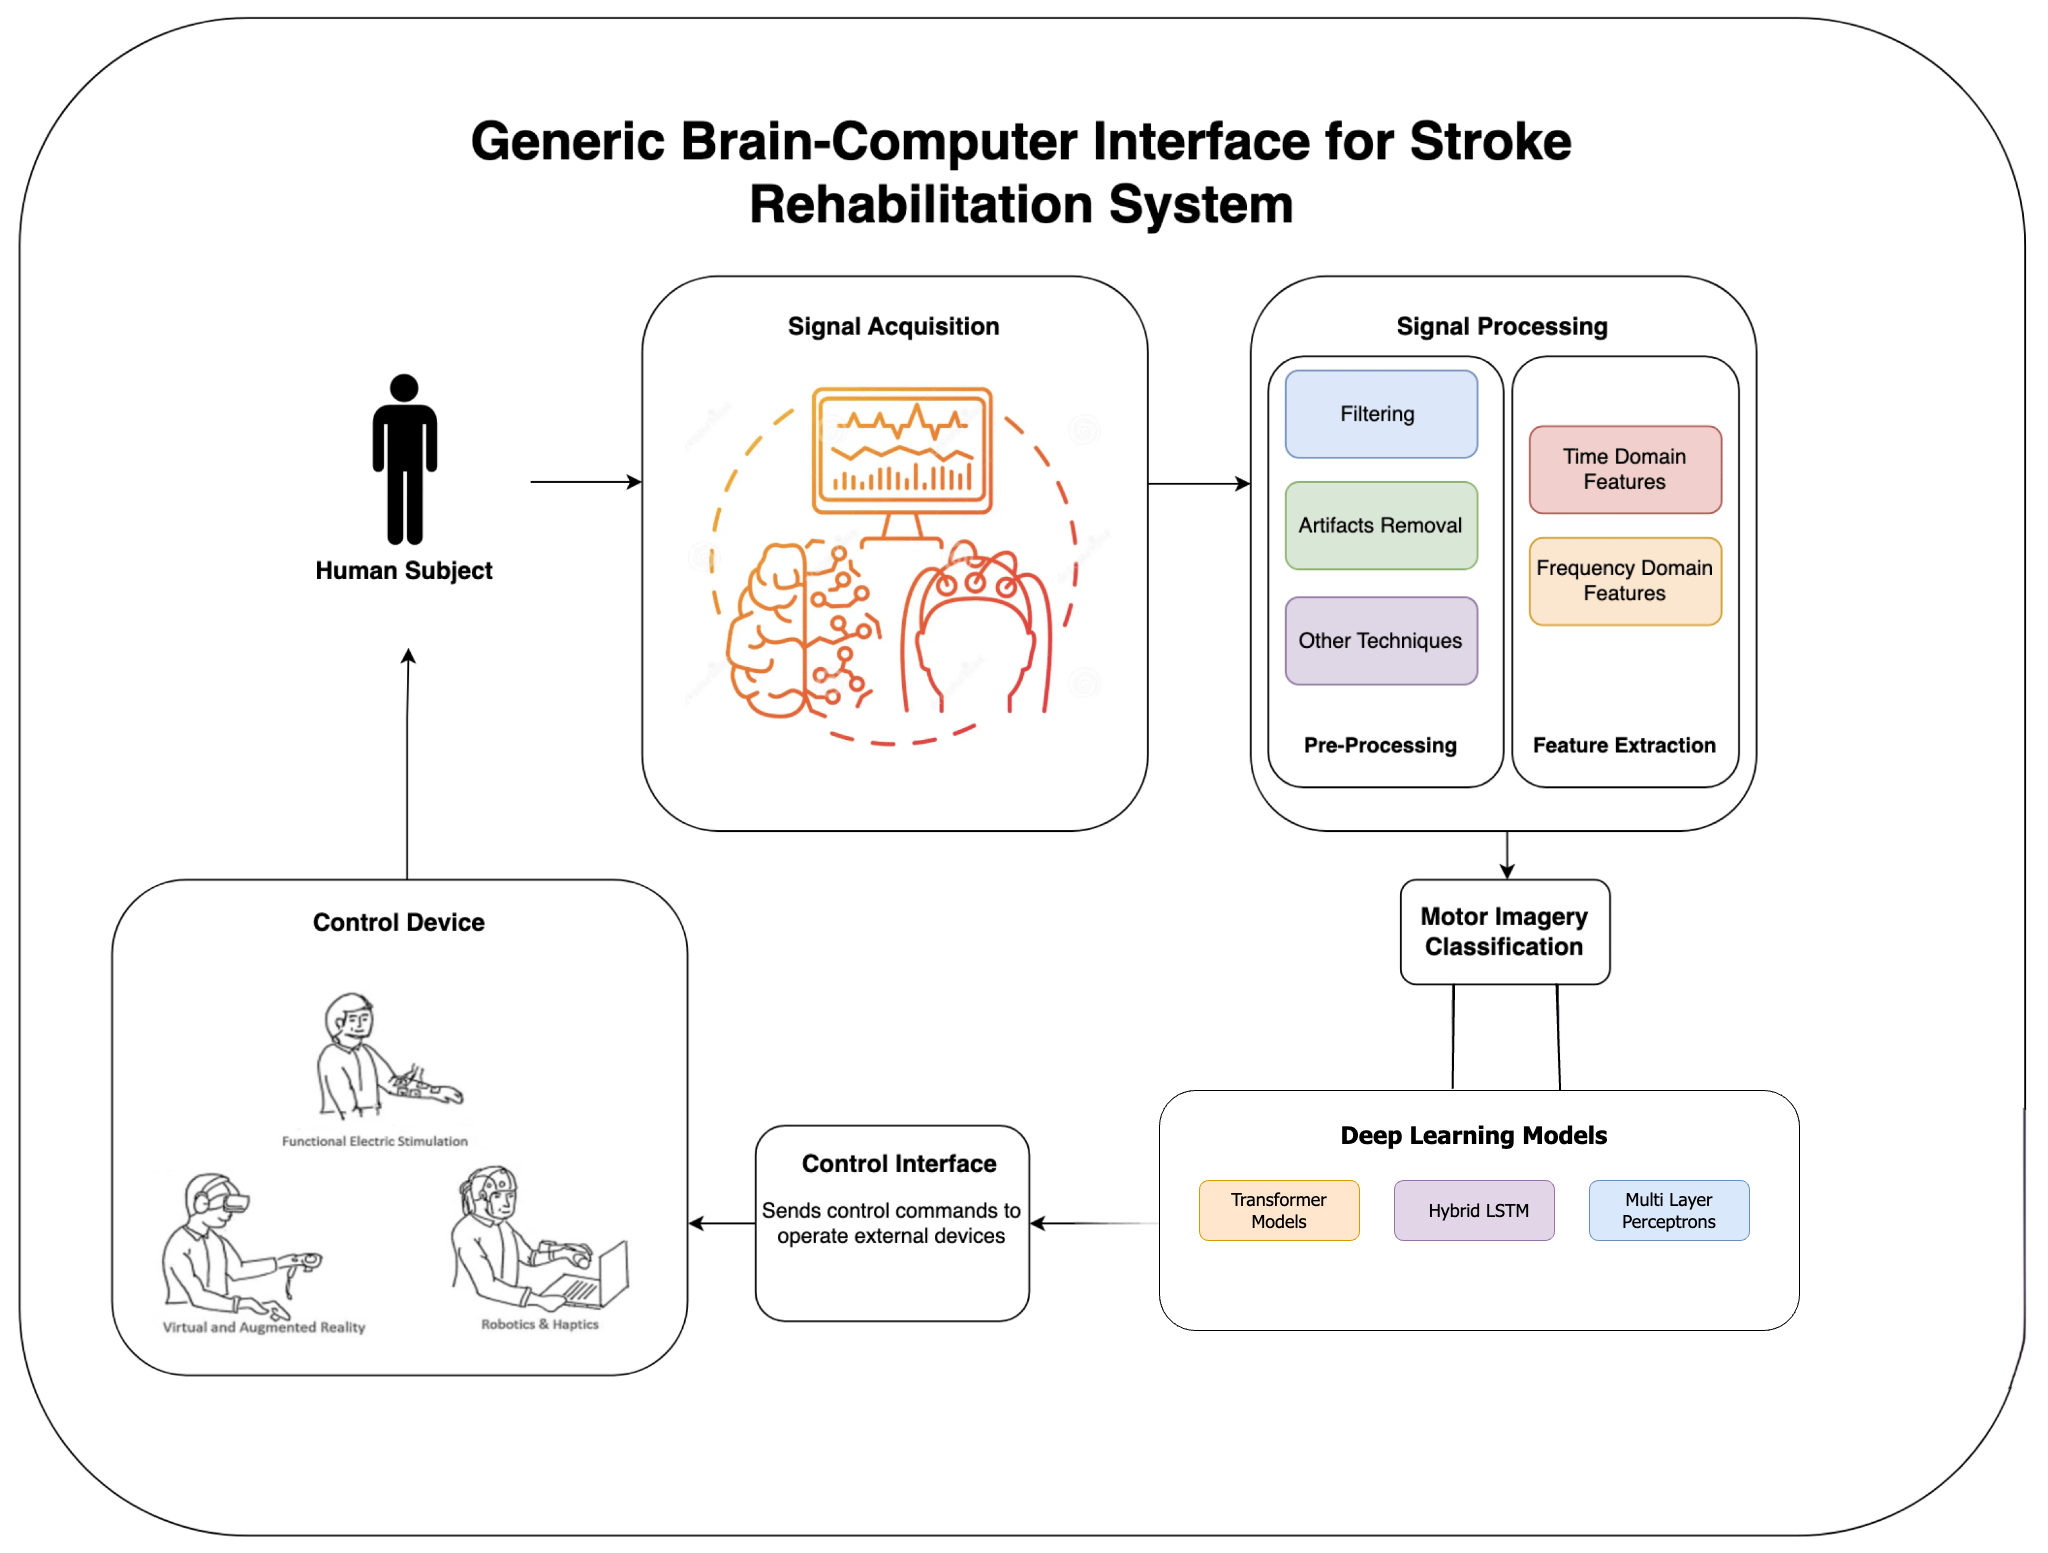 Generic Brain-Computer Interface for Stroke
Rehabilitation System
Human Subject
Signal Acquisition
Signal Processing
Filtering
Artifacts Removal
Other Techniques
Pre-Processing
Time Domain
Features
Frequency Domain
Features
Feature Extraction
Motor Imagery
Classification
Deep Learning Models
Transformer
Models
Hybrid LSTM
Multi Layer
Perceptrons
Control Interface
Sends control commands to
operate external devices
Control Device
Functional Electric Stimulation
Virtual and Augmented Reality
Robotics & Haptics